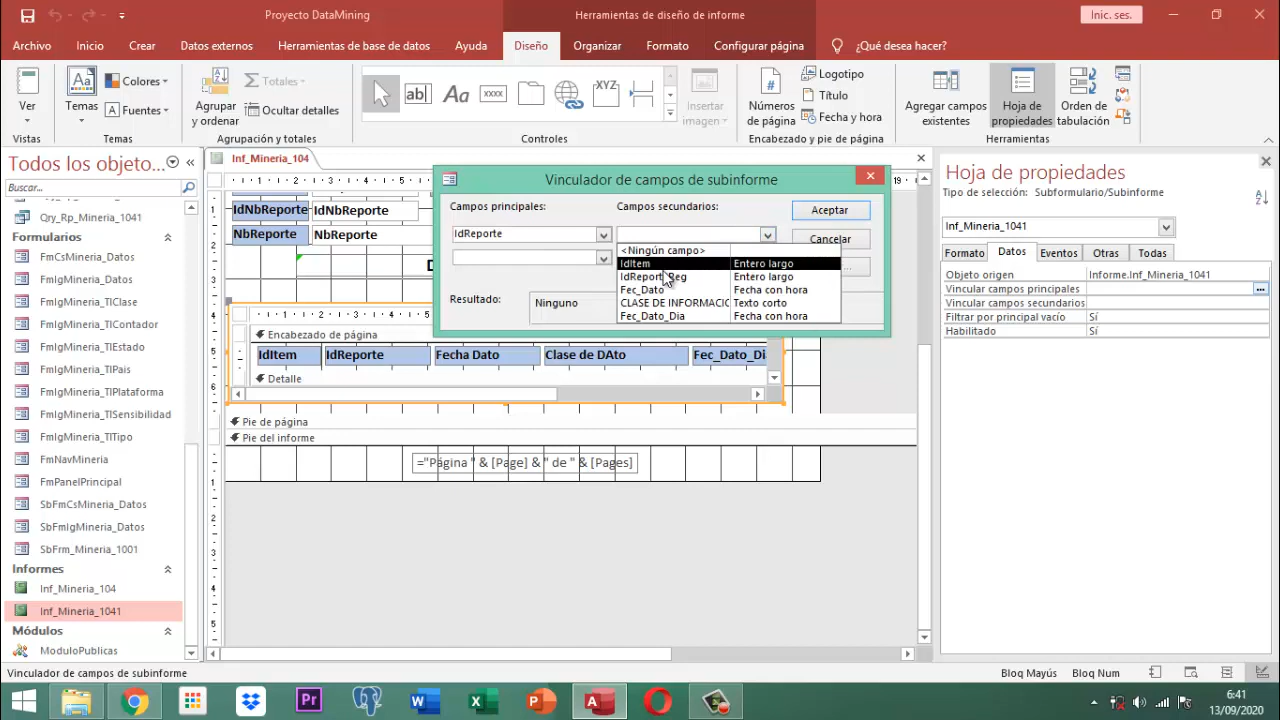 Proyecto DataMining
Herramientas de diseño de informe
Inic. ses.
Archivo
Inicio
Crear
Datos externos
Herramientas de base de datos
Ayuda
Diseño
Organizar
Formato
Configurar página
¿Qué desea hacer?
Ver
Temas
Colores
Fuentes
Agrupar y ordenar
Totales
Ocultar detalles
Insertar imagen
Números de página
Logotipo
Título
Fecha y hora
Agregar campos existentes
Hoja de propiedades
Orden de tabulación
Vistas
Temas
Agrupación y totales
Controles
Encabezado y pie de página
Herramientas
Todos los objeto...
Buscar...
Qry_Rp_Mineria_1041
Formularios
FmCsMineria_Datos
FmIgMineria_Datos
FmIgMineria_TIClase
FmIgMineria_TIContador
FmIgMineria_TIEstado
FmIgMineria_TIPais
FmIgMineria_TIPlataforma
FmIgMineria_TISensibilidad
FmIgMineria_TITipo
FmNavMineria
FmPanelPrincipal
SbFmCsMineria_Datos
SbFmIgMineria_Datos
SbFrm_Mineria_1001
Informes
Inf_Mineria_104
Inf_Mineria_1041
Módulos
ModuloPublicas
Inf_Mineria_104
IdNbReporte IdNbReporte
NbReporte NbReporte
Encabezado de página
IdItem IdReporte Fecha Dato Clase de DAto Fec_Dato_Di
Detalle
Pie de página
Pie del informe
="Página " & [Page] & " de " & [Pages]
Vinculador de campos de subinforme
Campos principales:
Campos secundarios:
Aceptar
IdReporte
Cancelar
<Ningún campo>
IdItem Entero largo
IdReport Reg Entero largo
Fec_Dato Fecha con hora
CLASE DE INFORMACIO Texto corto
Fec_Dato_Dia Fecha con hora
Resultado:
Ninguno
Hoja de propiedades
Tipo de selección: Subformulario/Subinforme
Inf_Mineria_1041
Formato
Datos
Eventos
Otras
Todas
Objeto origen Informe.Inf_Mineria_1041
Vincular campos principales
Vincular campos secundarios
Filtrar por principal vacío Sí
Habilitado Sí
Vinculador de campos de subinforme
Bloq Mayús
Bloq Num
6:41
13/09/2020